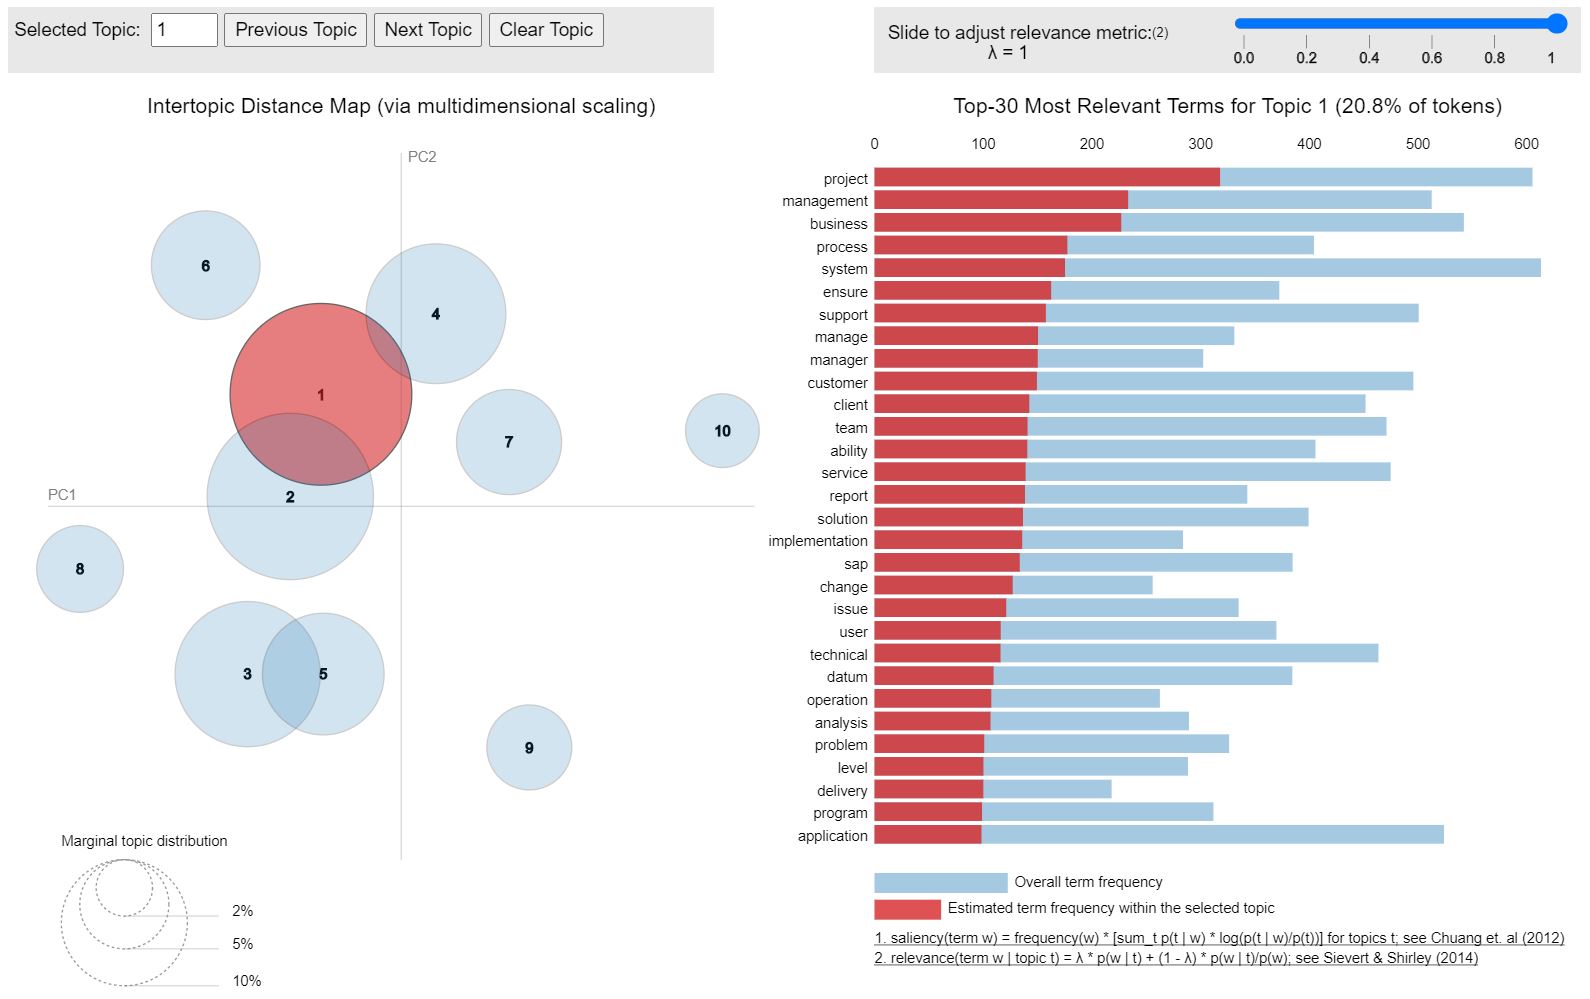 Selected Topic: 1 Previous Topic Next Topic Clear Topic
Slide to adjust relevance metric:(2)
λ = 1
0.0 0.2 0.4 0.6 0.8 1
Intertopic Distance Map (via multidimensional scaling)
PC2
PC1
6
4
1
7
10
2
8
3
5
9
Marginal topic distribution
2%
5%
10%
Top-30 Most Relevant Terms for Topic 1 (20.8% of tokens)
0 100 200 300 400 500 600
project
management
business
process
system
ensure
support
manage
manager
customer
client
team
ability
service
report
solution
implementation
sap
change
issue
user
technical
datum
operation
analysis
problem
level
delivery
program
application
Overall term frequency
Estimated term frequency within the selected topic
1. saliency(term w) = frequency(w) * [sum_t p(t | w) * log(p(t | w)/p(t))] for topics t; see Chuang et. al (2012)
2. relevance(term w | topic t) = λ * p(w | t) + (1 - λ) * p(w | t)/p(w); see Sievert & Shirley (2014)